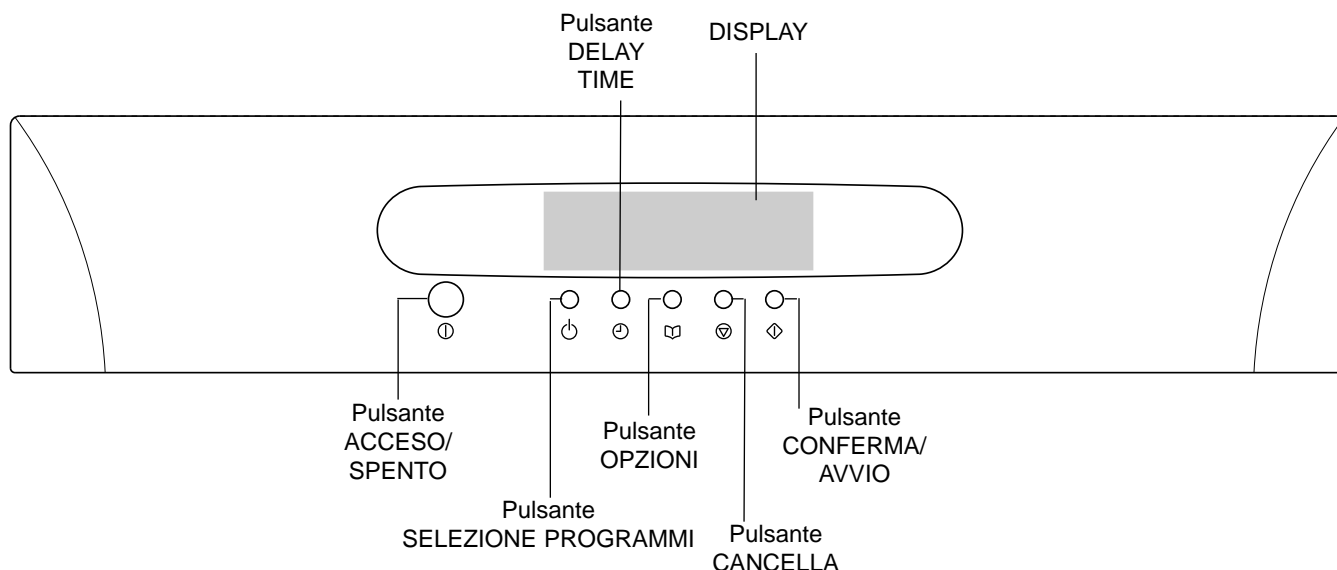 Pulsante
DELAY
TIME
DISPLAY
Pulsante
ACCESO/
SPENTO
Pulsante
SELEZIONE PROGRAMMI
Pulsante
OPZIONI
Pulsante
CANCELLA
Pulsante
CONFERMA/
AVVIO